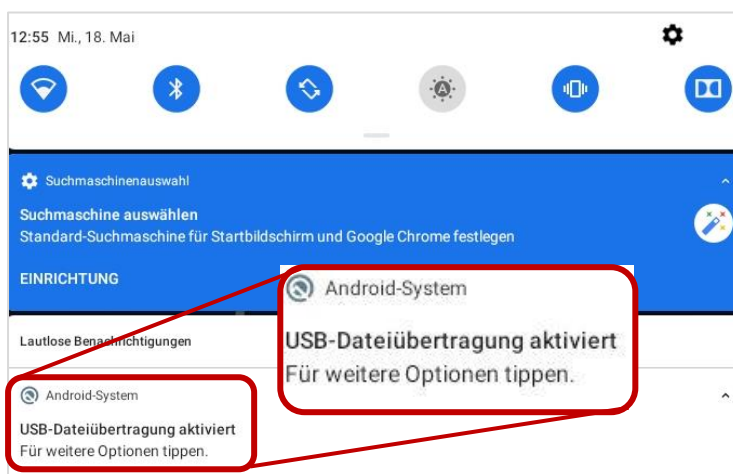 12:55 Mi., 18. Mai
Suchmaschinenauswahl
Suchmaschine auswählen
Standard-Suchmaschine für Startbildschirm und Google Chrome festlegen
EINRICHTUNG
Android-System
USB-Dateiübertragung aktiviert
Für weitere Optionen tippen.
Lautlose Benachrichtigungen
Android-System
USB-Dateiübertragung aktiviert
Für weitere Optionen tippen.